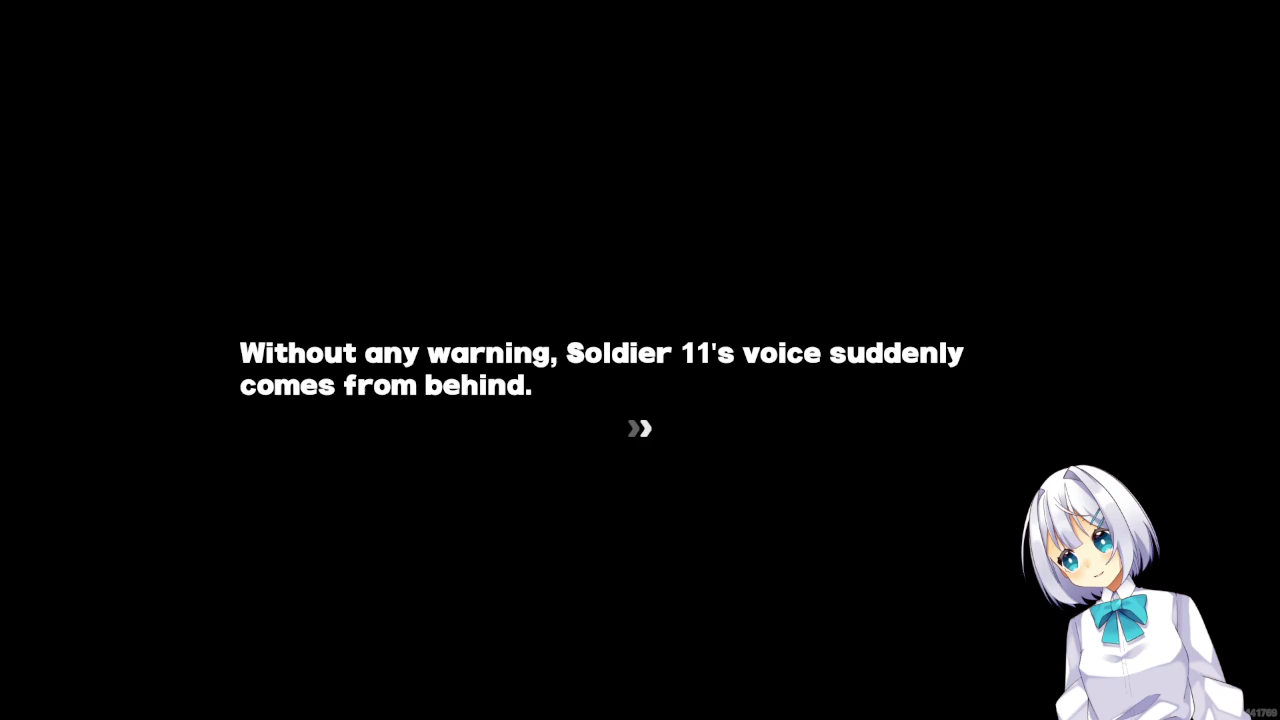 Without any warning, Soldier 11's voice suddenly
comes from behind.